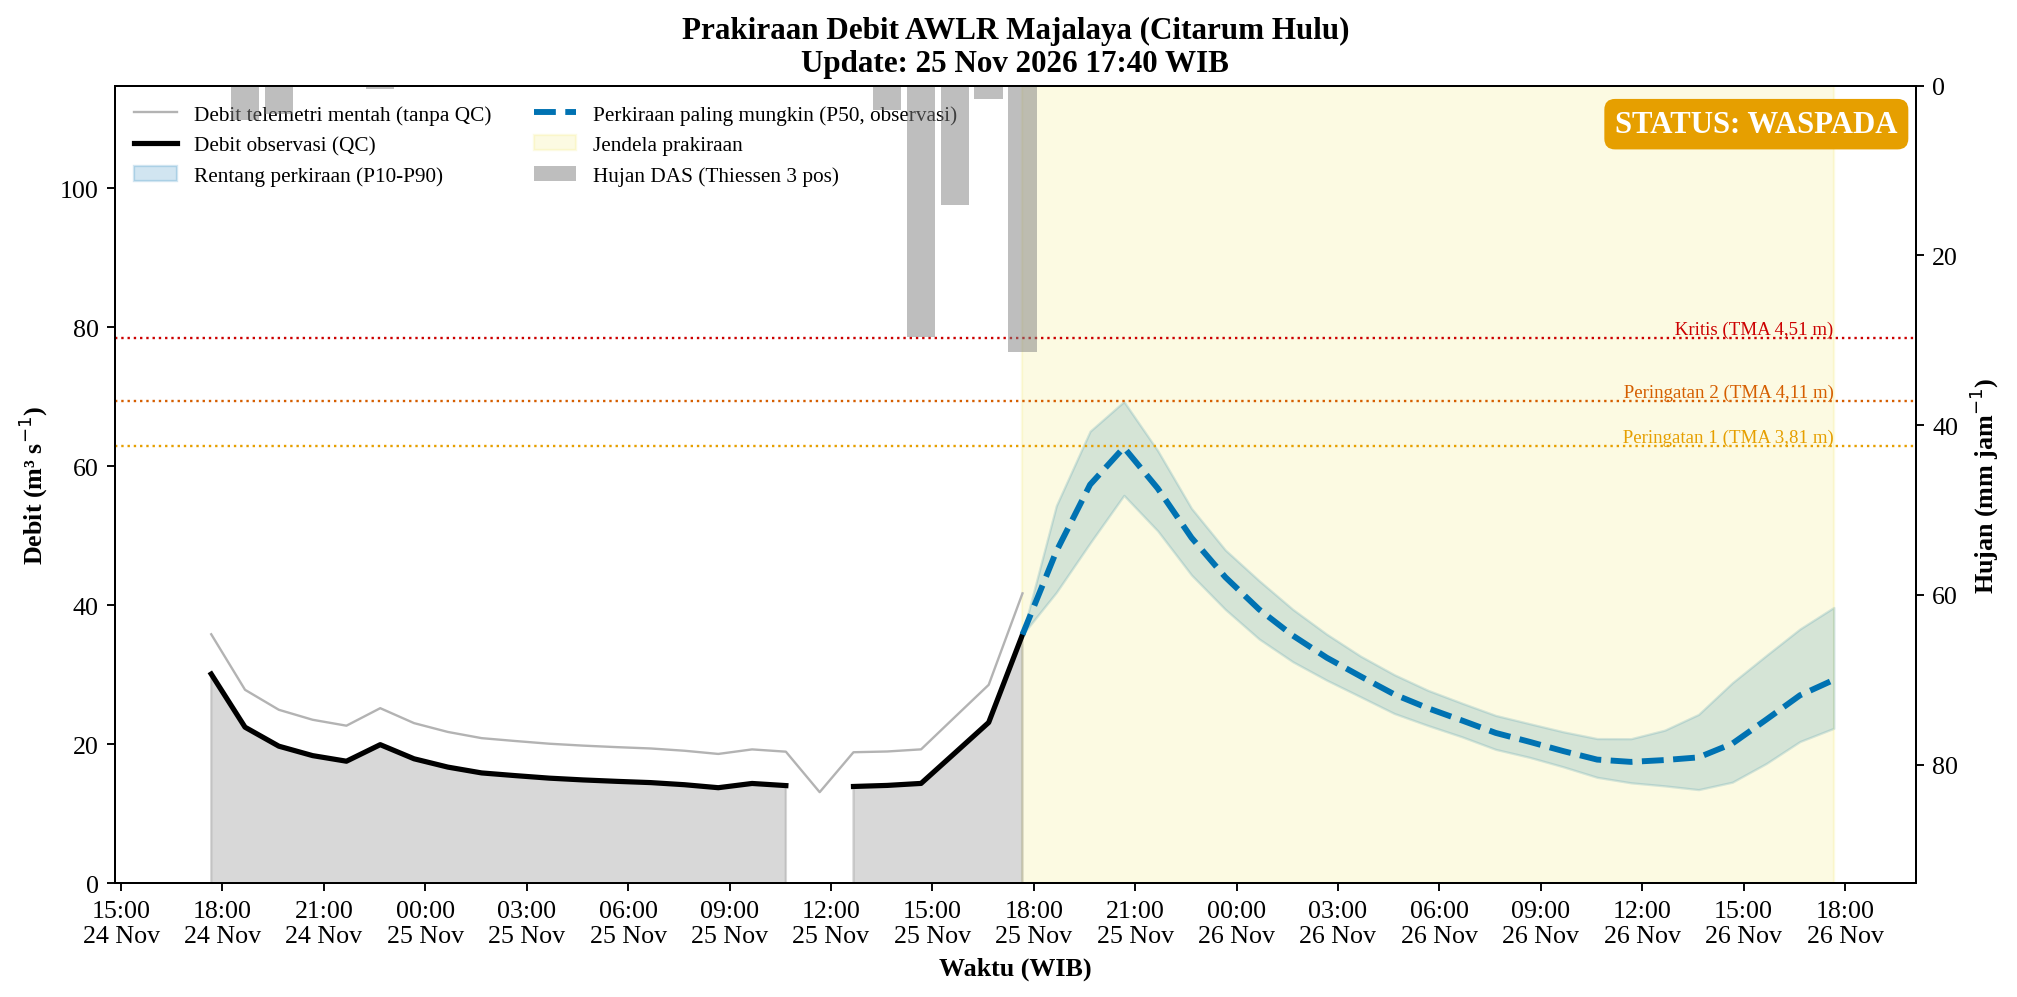 Prakiraan Debit AWLR Majalaya (Citarum Hulu)
Update: 25 Nov 2026 17:40 WIB
Debit telemetri mentah (tanpa QC)
Debit observasi (QC)
Rentang perkiraan (P10-P90)
Perkiraan paling mungkin (P50, observasi)
Jendela prakiraan
Hujan DAS (Thiessen 3 pos)
STATUS: WASPADA
Kritis (TMA 4,51 m)
Peringatan 2 (TMA 4,11 m)
Peringatan 1 (TMA 3,81 m)
Debit (m³ s⁻¹)
100
80
60
40
20
0
Hujan (mm jam⁻¹)
0
20
40
60
80
15:00 18:00 21:00 00:00 03:00 06:00 09:00 12:00 15:00 18:00 21:00 00:00 03:00 06:00 09:00 12:00 15:00 18:00
24 Nov 24 Nov 24 Nov 25 Nov 25 Nov 25 Nov 25 Nov 25 Nov 25 Nov 25 Nov 25 Nov 26 Nov 26 Nov 26 Nov 26 Nov 26 Nov 26 Nov 26 Nov
Waktu (WIB)